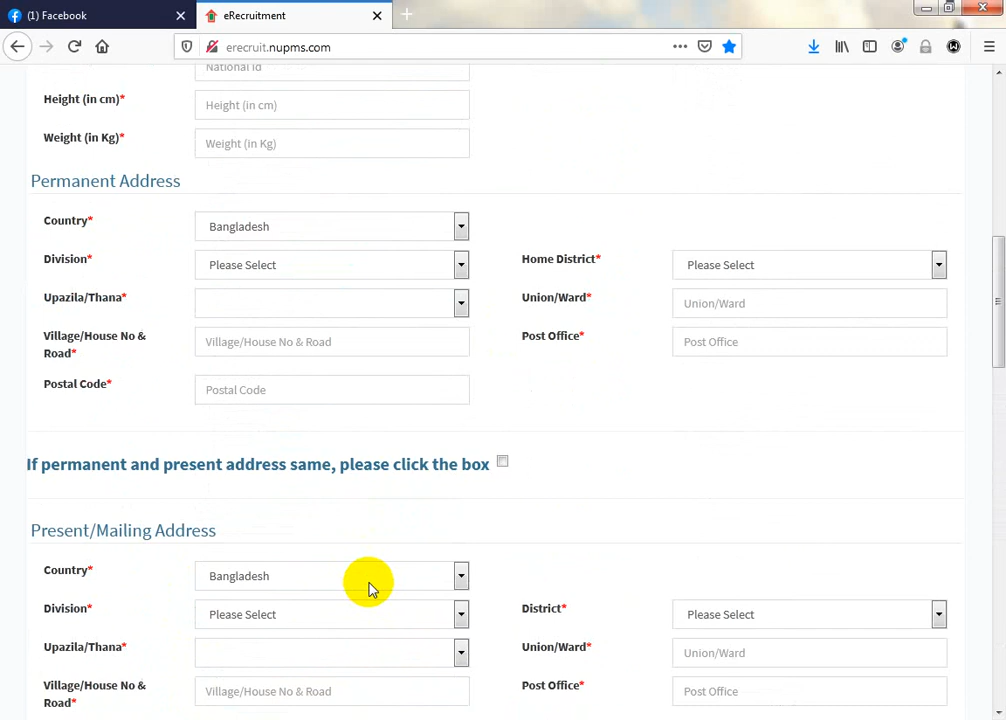 (1) Facebook
eRecruitment
erecruit.nupms.com
National Id
Height (in cm)*
Height (in cm)
Weight (in Kg)*
Weight (in Kg)
Permanent Address
Country*
Bangladesh
Division*
Please Select
Home District*
Please Select
Upazila/Thana*
Union/Ward*
Union/Ward
Village/House No &
Road*
Village/House No & Road
Post Office*
Post Office
Postal Code*
Postal Code
If permanent and present address same, please click the box
Present/Mailing Address
Country*
Bangladesh
Division*
Please Select
District*
Please Select
Upazila/Thana*
Union/Ward*
Union/Ward
Village/House No &
Road*
Village/House No & Road
Post Office*
Post Office